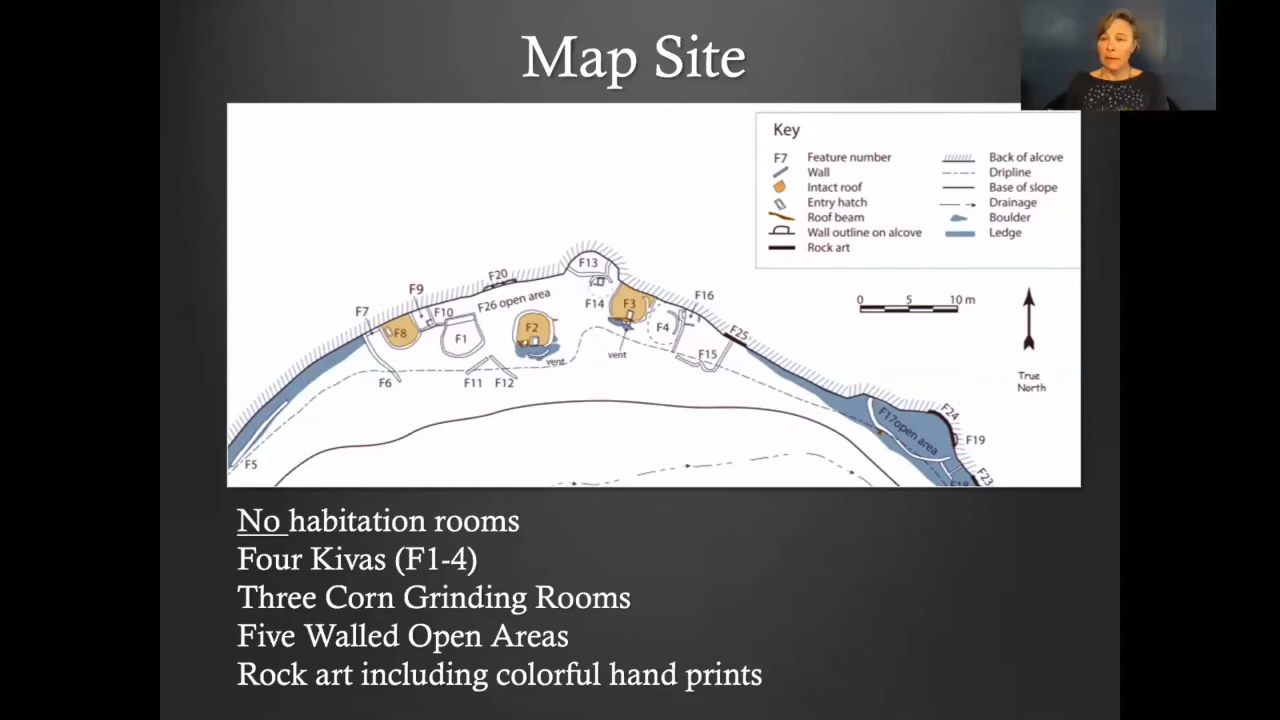 Map Site
Key
F7 Feature number
Wall
Intact roof
Entry hatch
Roof beam
Wall outline on alcove
Rock art
Back of alcove
Dripline
Base of slope
Drainage
Boulder
Ledge
0 5 10 m
True
North
F13
F20
F9
F26 open area
F16
F14
F3
F7
F10
F8
F1
F2
F4
F25
vent
vent
F15
F6
F11
F12
F24
F17open area
F19
F5
F23
F18
No habitation rooms
Four Kivas (F1-4)
Three Corn Grinding Rooms
Five Walled Open Areas
Rock art including colorful hand prints